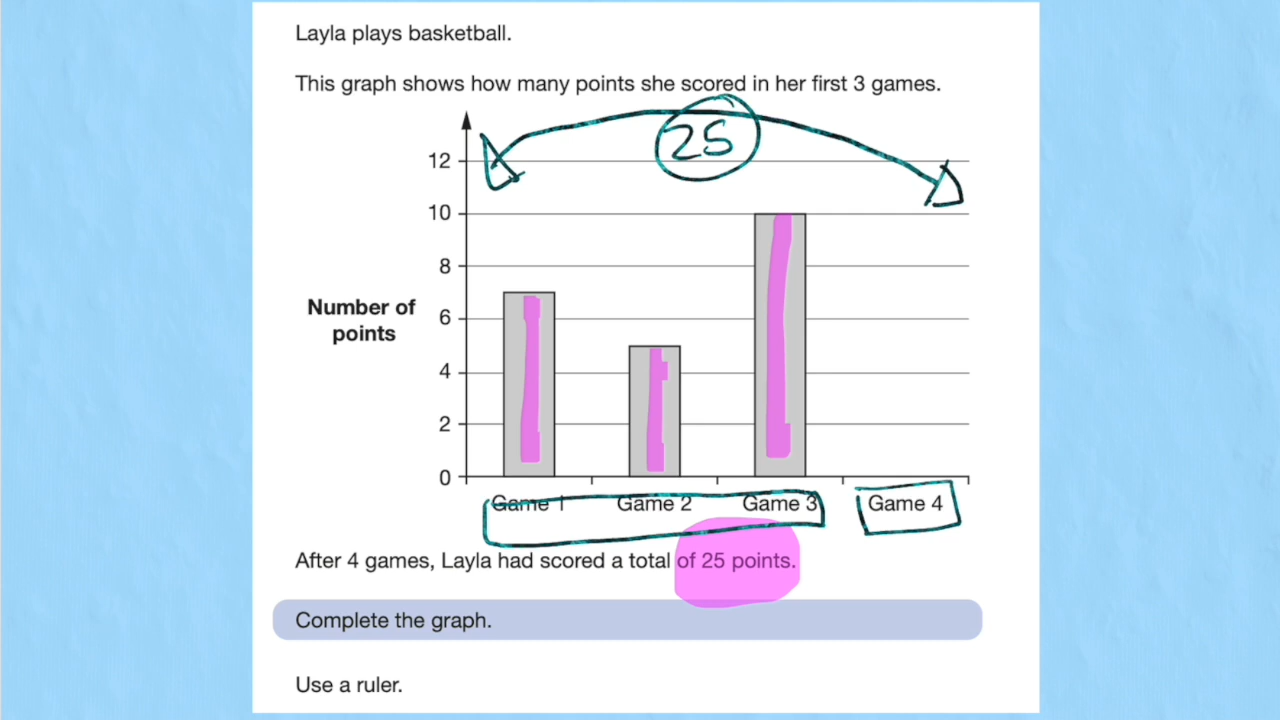 Layla plays basketball.
This graph shows how many points she scored in her first 3 games.
25
12
10
8
Number of
points
6
4
2
0
Game 1 Game 2 Game 3 Game 4
After 4 games, Layla had scored a total of 25 points.
Complete the graph.
Use a ruler.